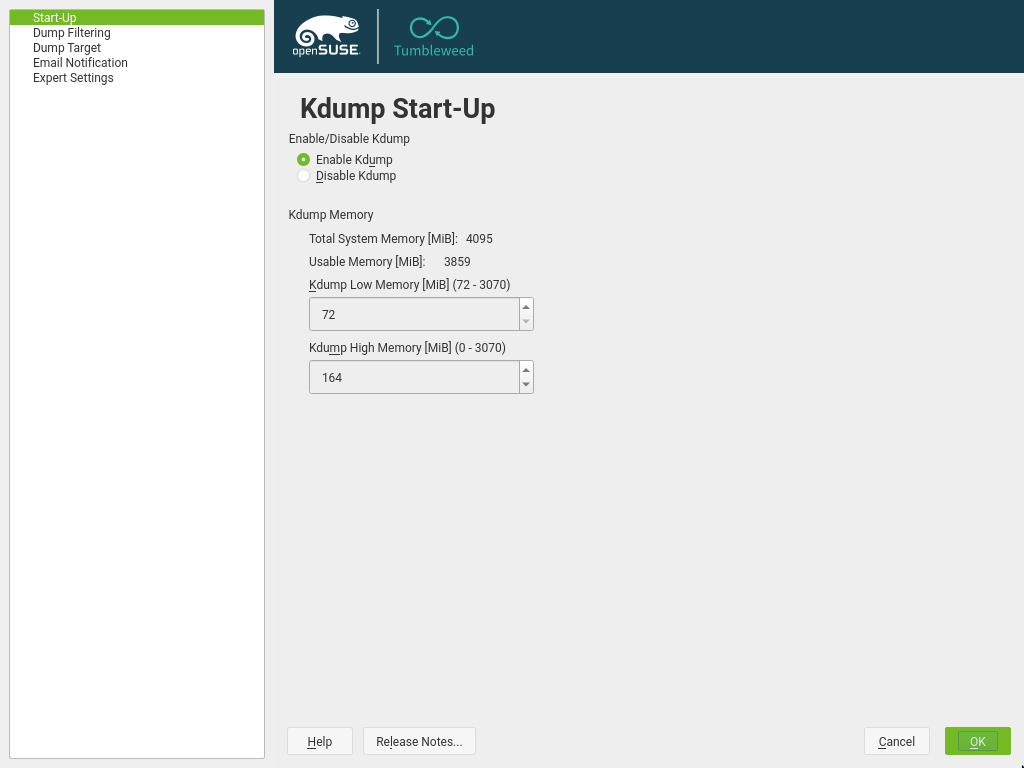 Start-Up
Dump Filtering
Dump Target
Email Notification
Expert Settings
openSUSE
Tumbleweed
Kdump Start-Up
Enable/Disable Kdump
Enable Kdump
Disable Kdump
Kdump Memory
Total System Memory [MiB]: 4095
Usable Memory [MiB]: 3859
Kdump Low Memory [MiB] (72 - 3070)
72
Kdump High Memory [MiB] (0 - 3070)
164
Help
Release Notes...
Cancel
OK